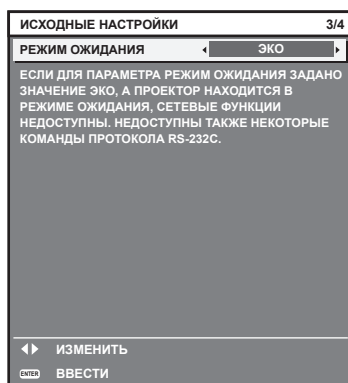 ИСХОДНЫЕ НАСТРОЙКИ 3/4
РЕЖИМ ОЖИДАНИЯ ЭКО
ЕСЛИ ДЛЯ ПАРАМЕТРА РЕЖИМ ОЖИДАНИЯ ЗАДАНО
ЗНАЧЕНИЕ ЭКО, А ПРОЕКТОР НАХОДИТСЯ В
РЕЖИМЕ ОЖИДАНИЯ, СЕТЕВЫЕ ФУНКЦИИ
НЕДОСТУПНЫ. НЕДОСТУПНЫ ТАКЖЕ НЕКОТОРЫЕ
КОМАНДЫ ПРОТОКОЛА RS-232C.
ИЗМЕНИТЬ
ENTER ВВЕСТИ